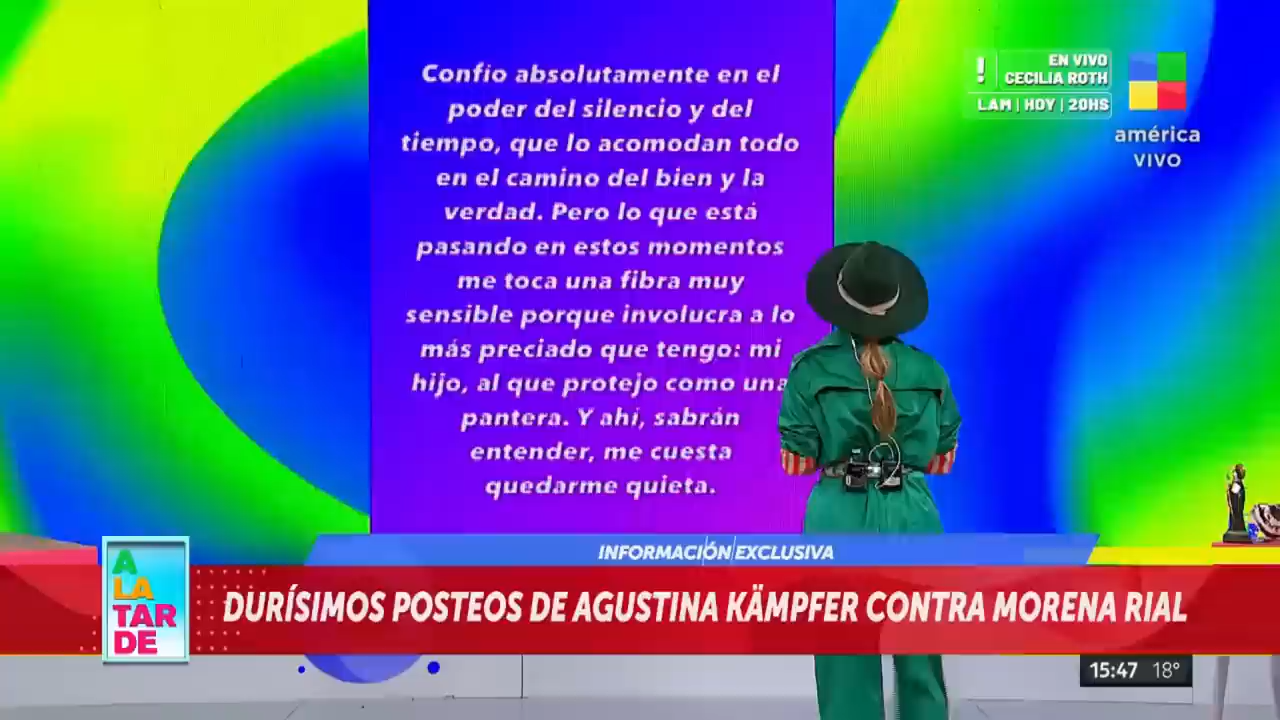 Confio absolutamente en el
poder del silencio y del
tiempo, que lo acomodan todo
en el camino del bien y la
verdad. Pero lo que está
pasando en estos momentos
me toca una fibra muy
sensible porque involucra a lo
más preciado que tengo: mi
hijo, al que protejo como una
pantera. Y ahí, sabrán
entender, me cuesta
quedarme quieta.
! EN VIVO
CECILIA ROTH
LAM | HOY | 20HS
américa
VIVO
INFORMACIÓN EXCLUSIVA
A
LA
TAR
DE
DURÍSIMOS POSTEOS DE AGUSTINA KÄMPFER CONTRA MORENA RIAL
15:47 18°